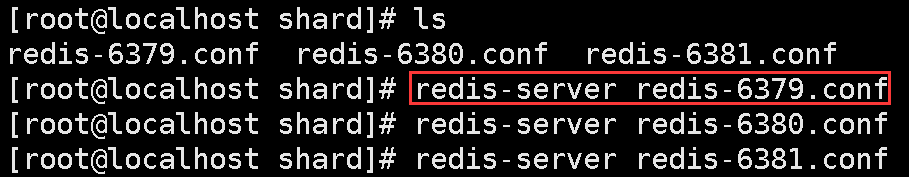 [root@localhost shard]# ls
redis-6379.conf  redis-6380.conf  redis-6381.conf
[root@localhost shard]# redis-server redis-6379.conf
[root@localhost shard]# redis-server redis-6380.conf
[root@localhost shard]# redis-server redis-6381.conf